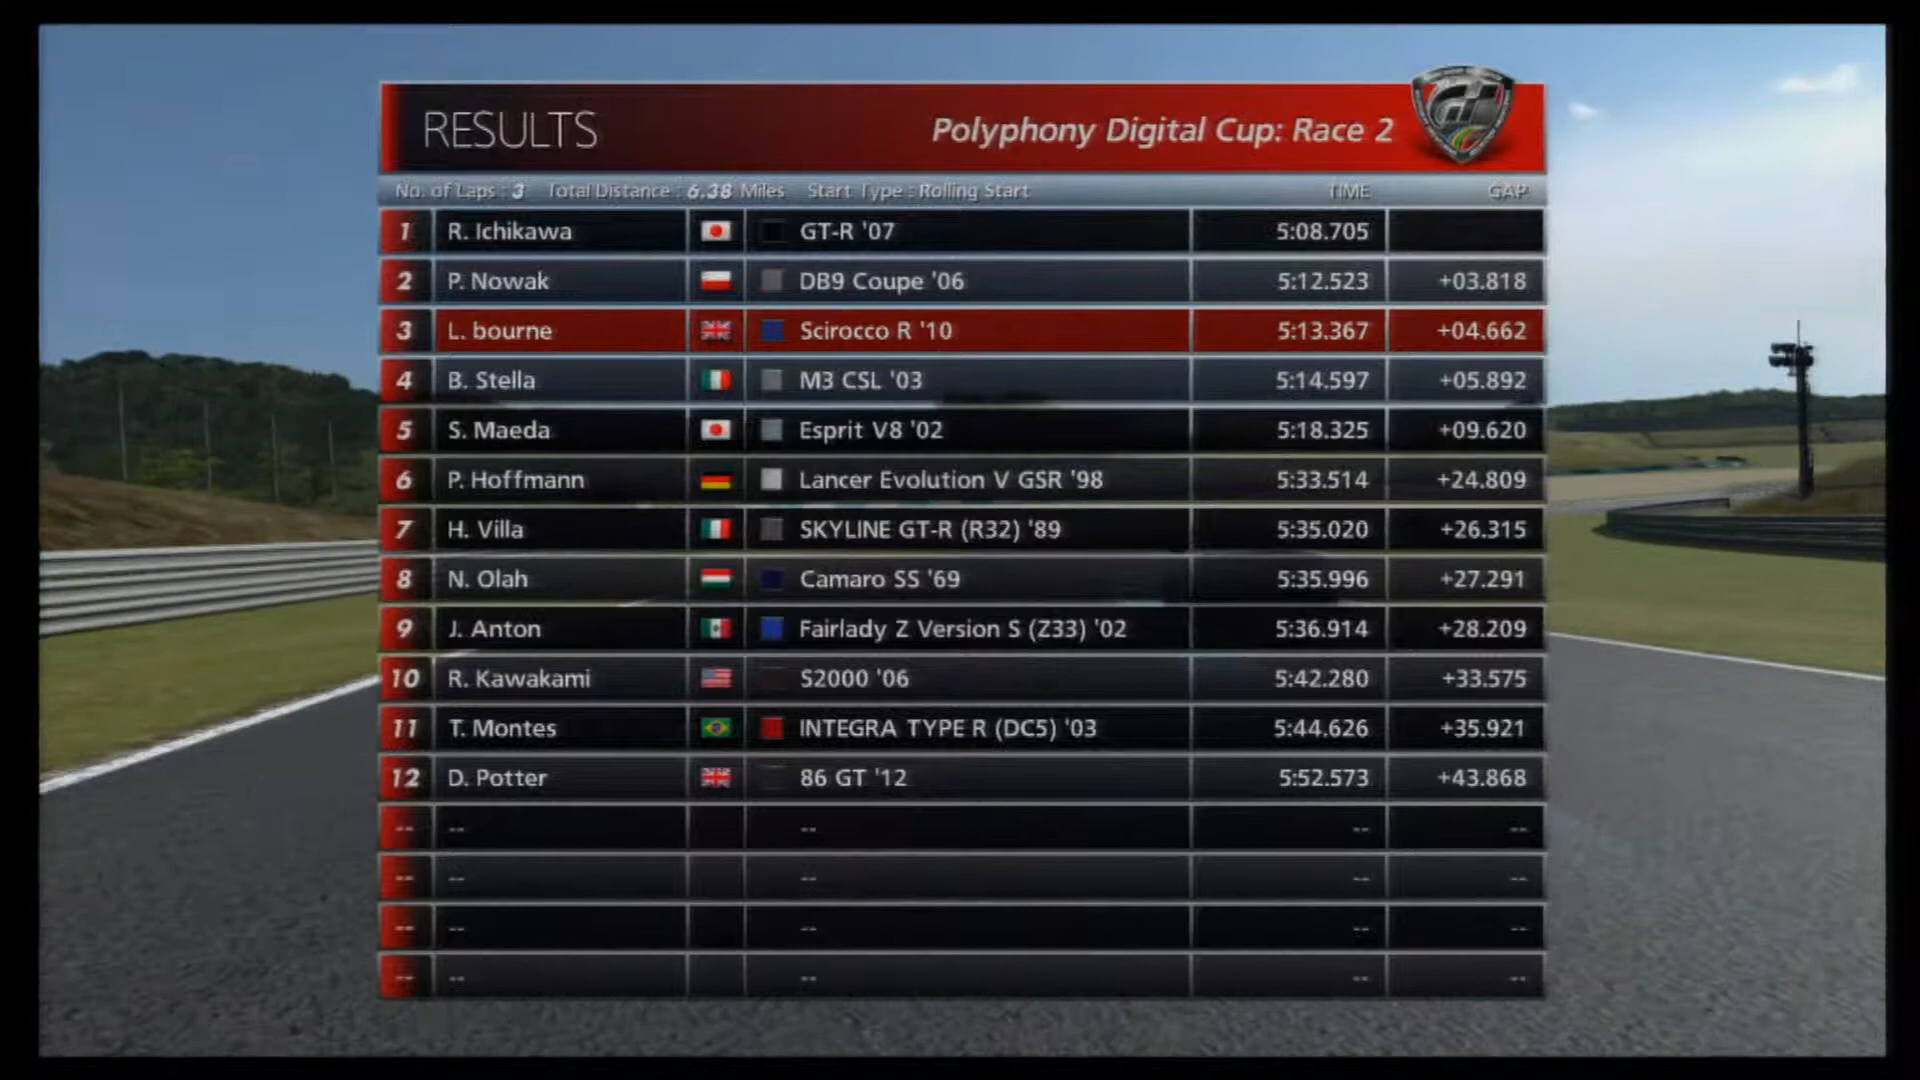 RESULTS Polyphony Digital Cup: Race 2
No. of Laps : 3 Total Distance : 6.38 Miles Start Type : Rolling Start TIME GAP
1 R. Ichikawa GT-R '07 5:08.705
2 P. Nowak DB9 Coupe '06 5:12.523 +03.818
3 L. bourne Scirocco R '10 5:13.367 +04.662
4 B. Stella M3 CSL '03 5:14.597 +05.892
5 S. Maeda Esprit V8 '02 5:18.325 +09.620
6 P. Hoffmann Lancer Evolution V GSR '98 5:33.514 +24.809
7 H. Villa SKYLINE GT-R (R32) '89 5:35.020 +26.315
8 N. Olah Camaro SS '69 5:35.996 +27.291
9 J. Anton Fairlady Z Version S (Z33) '02 5:36.914 +28.209
10 R. Kawakami S2000 '06 5:42.280 +33.575
11 T. Montes INTEGRA TYPE R (DC5) '03 5:44.626 +35.921
12 D. Potter 86 GT '12 5:52.573 +43.868
-- -- -- -- --
-- -- -- -- --
-- -- -- -- --
-- -- -- -- --